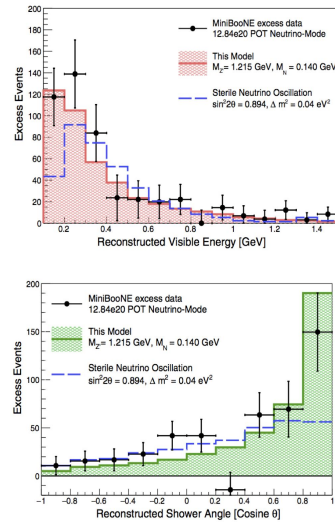 200
180
160
140
120
100
80
60
40
20
0
Excess Events
MiniBooNE excess data
12.84e20 POT Neutrino-Mode
This Model
M_Z= 1.215 GeV, M_N = 0.140 GeV
Sterile Neutrino Oscillation
sin²2θ = 0.894, Δ m² = 0.04 eV²
0.2 0.4 0.6 0.8 1 1.2 1.4
Reconstructed Visible Energy [GeV]
200
150
100
50
0
Excess Events
MiniBooNE excess data
12.84e20 POT Neutrino-Mode
This Model
M_Z = 1.215 GeV, M_N = 0.140 GeV
Sterile Neutrino Oscillation
sin²2θ = 0.894, Δ m² = 0.04 eV²
−1 −0.8 −0.6 −0.4 −0.2 0 0.2 0.4 0.6 0.8 1
Reconstructed Shower Angle [Cosine θ]